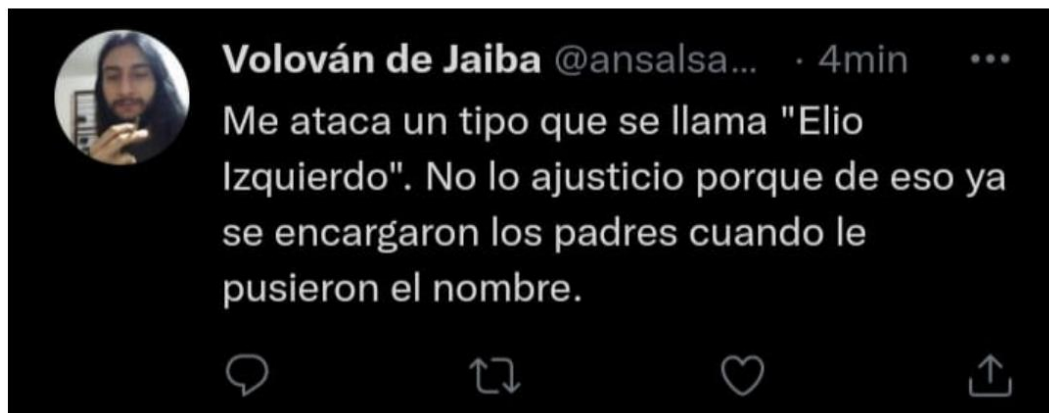 Volován de Jaiba @ansalsa... · 4min
Me ataca un tipo que se llama "Elio
Izquierdo". No lo ajusticio porque de eso ya
se encargaron los padres cuando le
pusieron el nombre.